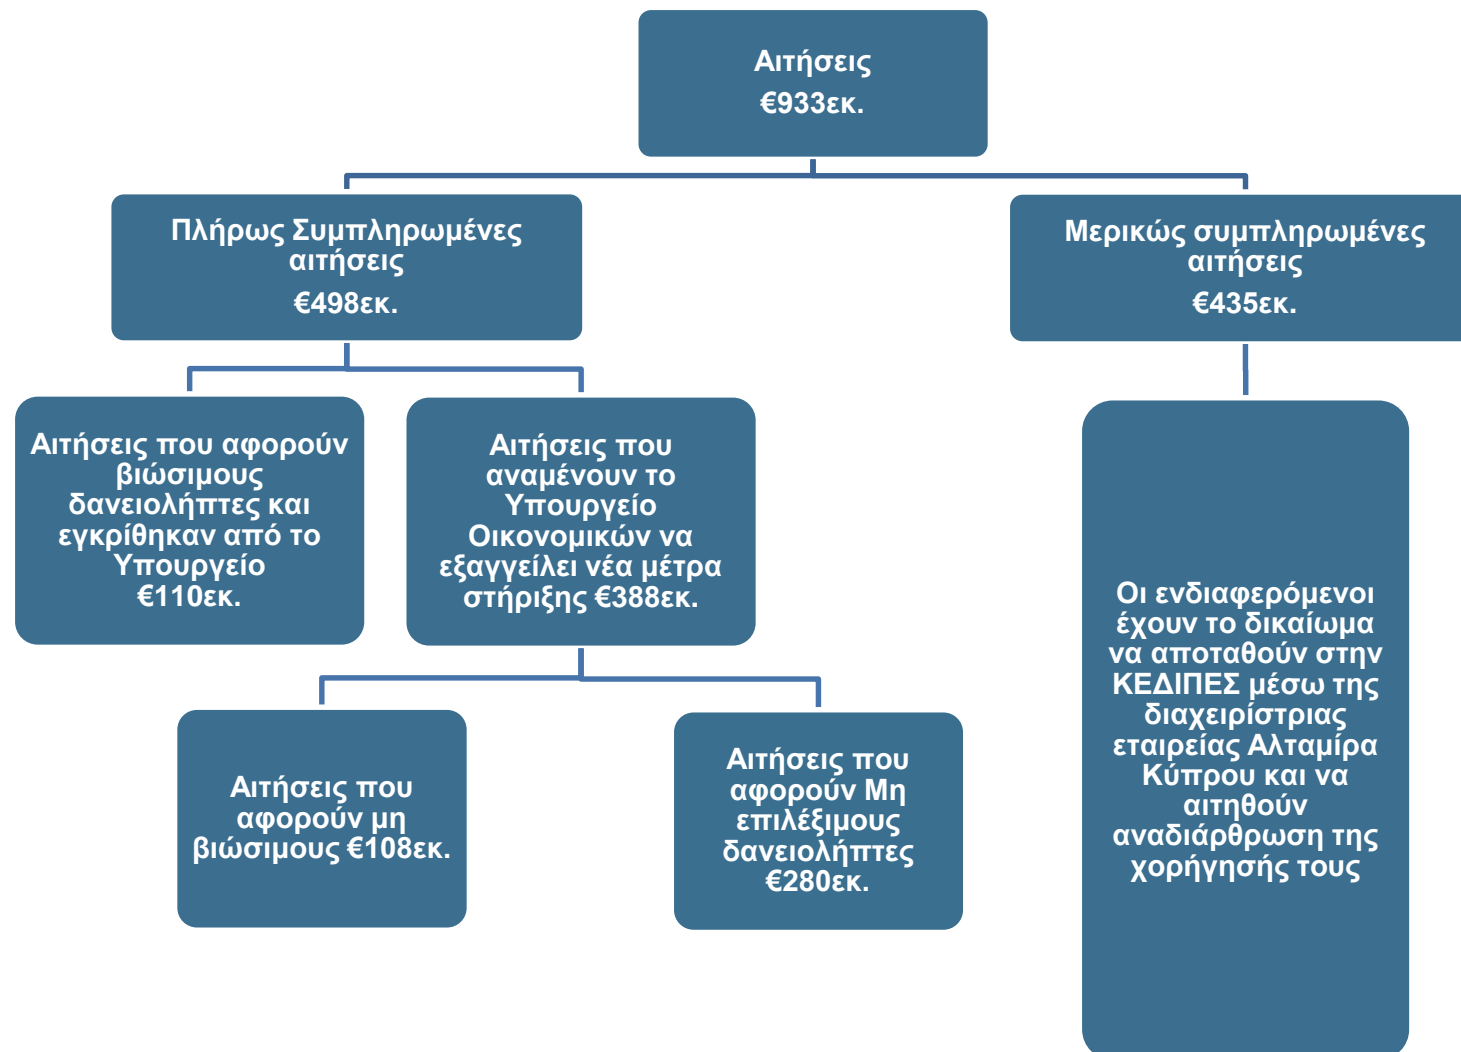 Αιτήσεις
€933εκ.
Πλήρως Συμπληρωμένες
αιτήσεις
€498εκ.
Μερικώς συμπληρωμένες
αιτήσεις
€435εκ.
Αιτήσεις που αφορούν
βιώσιμους
δανειολήπτες και
εγκρίθηκαν από το
Υπουργείο
€110εκ.
Αιτήσεις που
αναμένουν το
Υπουργείο
Οικονομικών να
εξαγγείλει νέα μέτρα
στήριξης €388εκ.
Αιτήσεις που
αφορούν μη
βιώσιμους €108εκ.
Αιτήσεις που
αφορούν Μη
επιλέξιμους
δανειολήπτες
€280εκ.
Οι ενδιαφερόμενοι
έχουν το δικαίωμα
να αποταθούν στην
ΚΕΔΙΠΕΣ μέσω της
διαχειρίστριας
εταιρείας Αλταμίρα
Κύπρου και να
αιτηθούν
αναδιάρθρωση της
χορήγησής τους